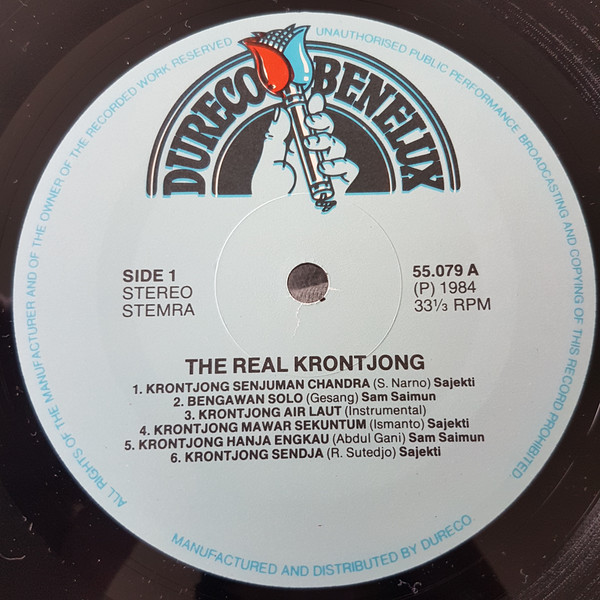 ALL RIGHTS OF THE MANUFACTURER AND OF THE OWNER OF THE RECORDED WORK RESERVED
UNAUTHORISED PUBLIC PERFORMANCE BROADCASTING AND COPYING OF THIS RECORD PROHIBITED
DURECO BENELUX
SIDE 1
STEREO
STEMRA
55.079 A
(P) 1984
33⅓ RPM
THE REAL KRONTJONG
1. KRONTJONG SENJUMAN CHANDRA (S. Narno) Sajekti
2. BENGAWAN SOLO (Gesang) Sam Saimun
3. KRONTJONG AIR LAUT (Instrumental)
4. KRONTJONG MAWAR SEKUNTUM (Ismanto) Sajekti
5. KRONTJONG HANJA ENGKAU (Abdul Gani) Sam Saimun
6. KRONTJONG SENDJA (R. Sutedjo) Sajekti
MANUFACTURED AND DISTRIBUTED BY DURECO